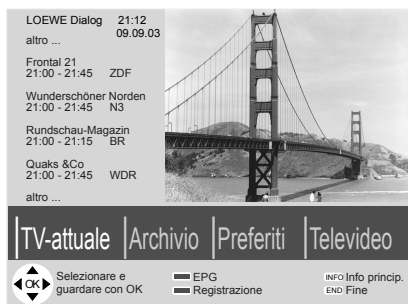 LOEWE Dialog 21:12
09.09.03
altro ...
Frontal 21
21:00 - 21:45 ZDF
Wunderschöner Norden
21:00 - 21:45 N3
Rundschau-Magazin
21:00 - 21:15 BR
Quaks &Co
21:00 - 21:45 WDR
altro ...
TV-attuale Archivio Preferiti Televideo
OK Selezionare e guardare con OK
EPG
Registrazione
INFO Info princip.
END Fine